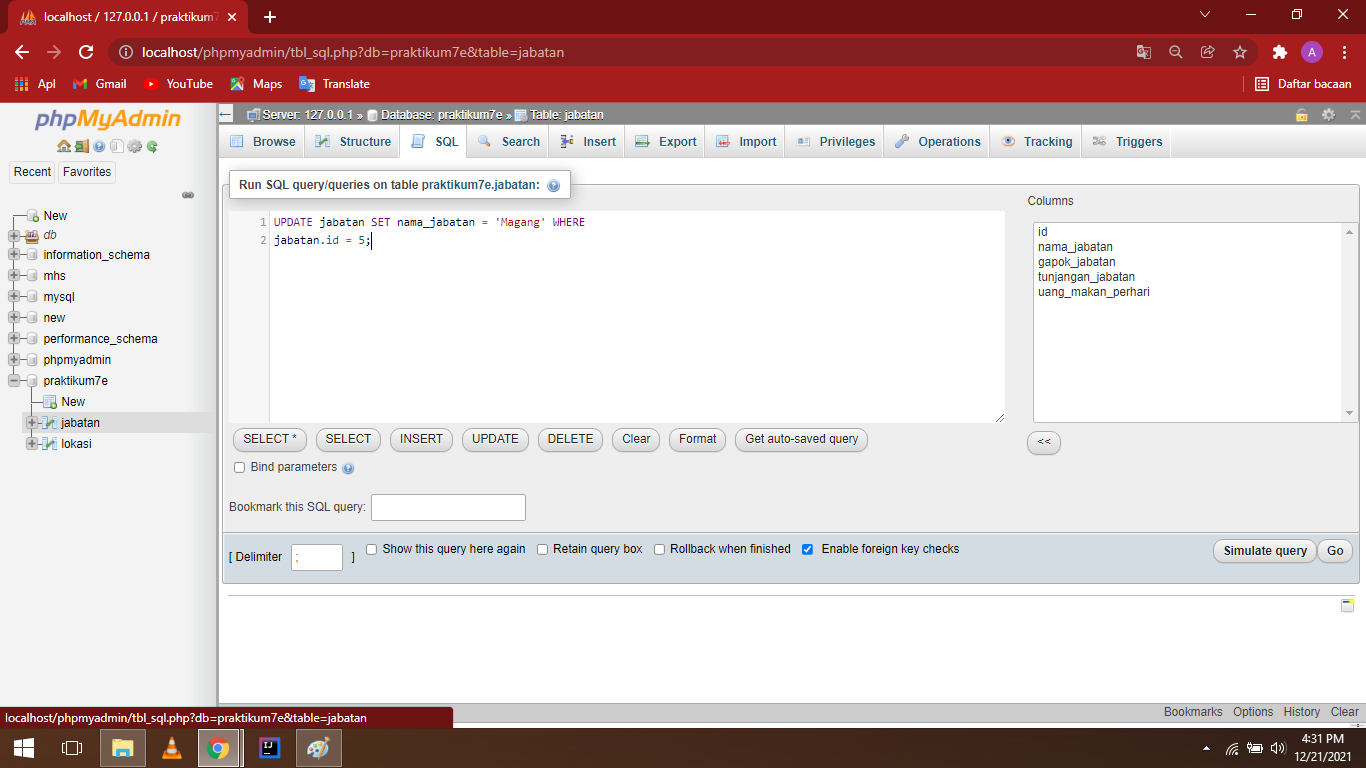 localhost / 127.0.0.1 / praktikum7
localhost/phpmyadmin/tbl_sql.php?db=praktikum7e&table=jabatan
A
Apl Gmail YouTube Maps Translate Daftar bacaan
phpMyAdmin
Recent Favorites
New
db
information_schema
mhs
mysql
new
performance_schema
phpmyadmin
praktikum7e
New
jabatan
lokasi
Server: 127.0.0.1 » Database: praktikum7e » Table: jabatan
Browse Structure SQL Search Insert Export Import Privileges Operations Tracking Triggers
Run SQL query/queries on table praktikum7e.jabatan:
1 UPDATE jabatan SET nama_jabatan = 'Magang' WHERE
2 jabatan.id = 5;
Columns
id
nama_jabatan
gapok_jabatan
tunjangan_jabatan
uang_makan_perhari
SELECT * SELECT INSERT UPDATE DELETE Clear Format Get auto-saved query
<<
Bind parameters
Bookmark this SQL query:
[ Delimiter ; ] Show this query here again Retain query box Rollback when finished Enable foreign key checks Simulate query Go
Bookmarks Options History Clear
localhost/phpmyadmin/tbl_sql.php?db=praktikum7e&table=jabatan
IJ
4:31 PM
12/21/2021